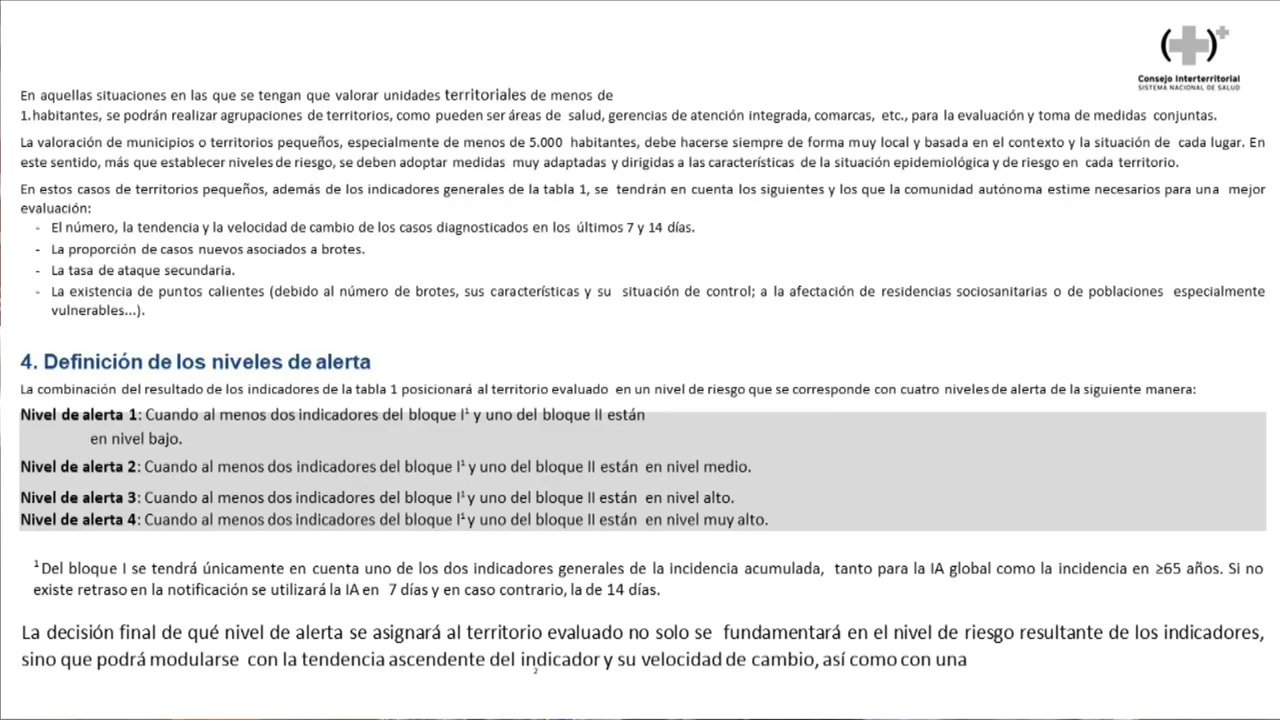 Consejo Interterritorial
SISTEMA NACIONAL DE SALUD
En aquellas situaciones en las que se tengan que valorar unidades territoriales de menos de
1.habitantes, se podrán realizar agrupaciones de territorios, como pueden ser áreas de salud, gerencias de atención integrada, comarcas, etc., para la evaluación y toma de medidas conjuntas.
La valoración de municipios o territorios pequeños, especialmente de menos de 5.000 habitantes, debe hacerse siempre de forma muy local y basada en el contexto y la situación de cada lugar. En
este sentido, más que establecer niveles de riesgo, se deben adoptar medidas muy adaptadas y dirigidas a las características de la situación epidemiológica y de riesgo en cada territorio.
En estos casos de territorios pequeños, además de los indicadores generales de la tabla 1, se tendrán en cuenta los siguientes y los que la comunidad autónoma estime necesarios para una mejor
evaluación:
- El número, la tendencia y la velocidad de cambio de los casos diagnosticados en los últimos 7 y 14 días.
- La proporción de casos nuevos asociados a brotes.
- La tasa de ataque secundaria.
- La existencia de puntos calientes (debido al número de brotes, sus características y su situación de control; a la afectación de residencias sociosanitarias o de poblaciones especialmente
vulnerables...).
4. Definición de los niveles de alerta
La combinación del resultado de los indicadores de la tabla 1 posicionará al territorio evaluado en un nivel de riesgo que se corresponde con cuatro niveles de alerta de la siguiente manera:
Nivel de alerta 1: Cuando al menos dos indicadores del bloque I¹ y uno del bloque II están
en nivel bajo.
Nivel de alerta 2: Cuando al menos dos indicadores del bloque I¹ y uno del bloque II están en nivel medio.
Nivel de alerta 3: Cuando al menos dos indicadores del bloque I¹ y uno del bloque II están en nivel alto.
Nivel de alerta 4: Cuando al menos dos indicadores del bloque I¹ y uno del bloque II están en nivel muy alto.
¹ Del bloque I se tendrá únicamente en cuenta uno de los dos indicadores generales de la incidencia acumulada, tanto para la IA global como la incidencia en ≥65 años. Si no
existe retraso en la notificación se utilizará la IA en 7 días y en caso contrario, la de 14 días.
La decisión final de qué nivel de alerta se asignará al territorio evaluado no solo se fundamentará en el nivel de riesgo resultante de los indicadores,
sino que podrá modularse con la tendencia ascendente del indicador y su velocidad de cambio, así como con una
2